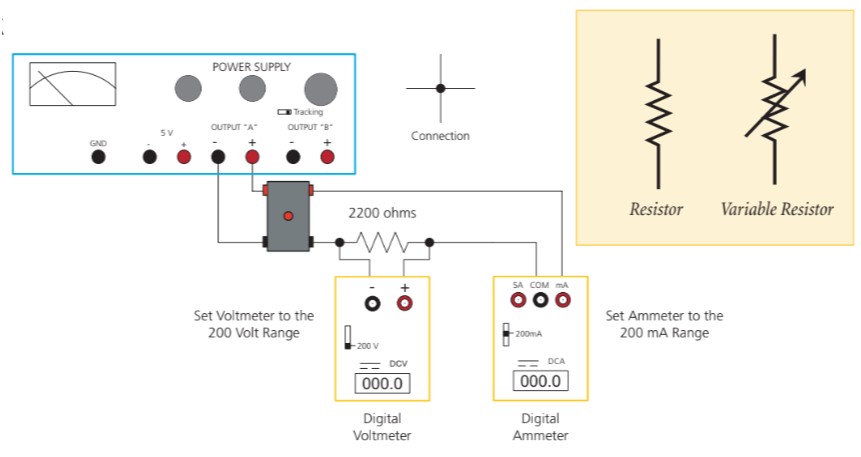 POWER SUPPLY
Tracking
5 V
OUTPUT "A"
OUTPUT "B"
GND
- + - + - +
Connection
Resistor
Variable Resistor
2200 ohms
Set Voltmeter to the
200 Volt Range
- +
200 V
DCV
000.0
Digital
Voltmeter
5A COM mA
200mA
DCA
000.0
Digital
Ammeter
Set Ammeter to the
200 mA Range